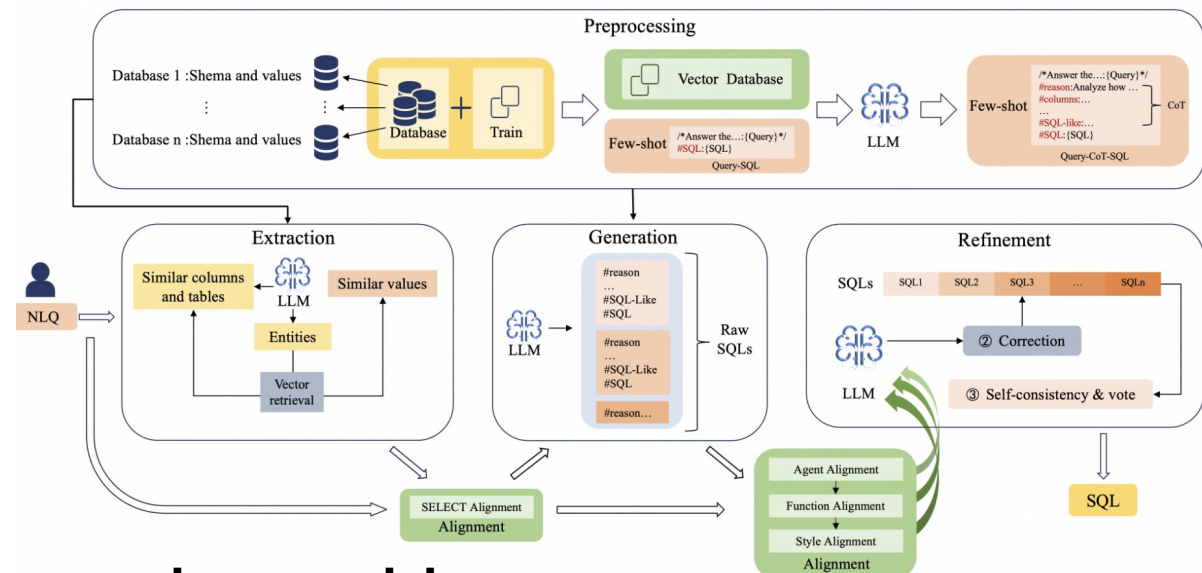 Preprocessing
Database 1 :Shema and values
⋮
Database n: Shema and values
⋮
Database
+
Train
Vector Database
Few-shot
/*Answer the…:{Query}*/
#SQL:{SQL}
Query-SQL
LLM
Few-shot
/*Answer the…:{Query}*/
#reason:Analyze how …
#columns:…
…
#SQL-like:…
#SQL:{SQL}
CoT
Query-CoT-SQL
NLQ
Extraction
Similar columns
and tables
LLM
Similar values
Entities
Vector
retrieval
Generation
LLM
#reason
…
#SQL-Like
#SQL
#reason
…
#SQL-Like
#SQL
#reason…
Raw
SQLs
Refinement
SQLs
SQL1
SQL2
SQL3
…
SQLn
LLM
② Correction
③ Self-consistency & vote
SELECT Alignment
Alignment
Agent Alignment
Function Alignment
Style Alignment
Alignment
SQL